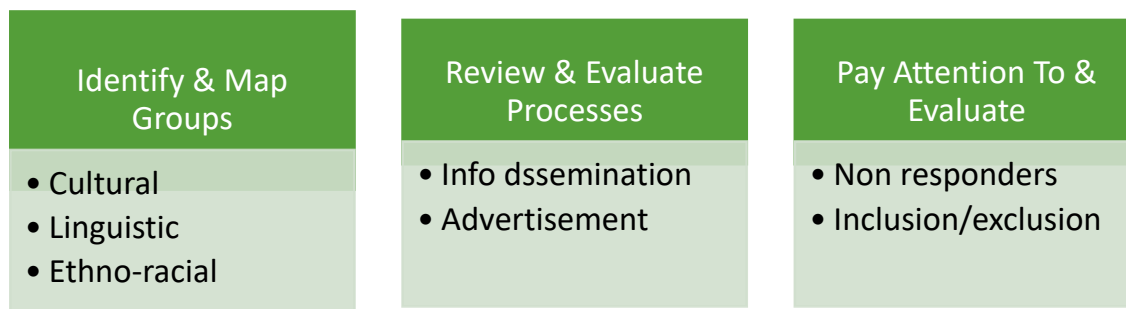 Identify & Map
Groups
• Cultural
• Linguistic
• Ethno-racial
Review & Evaluate
Processes
• Info dssemination
• Advertisement
Pay Attention To &
Evaluate
• Non responders
• Inclusion/exclusion